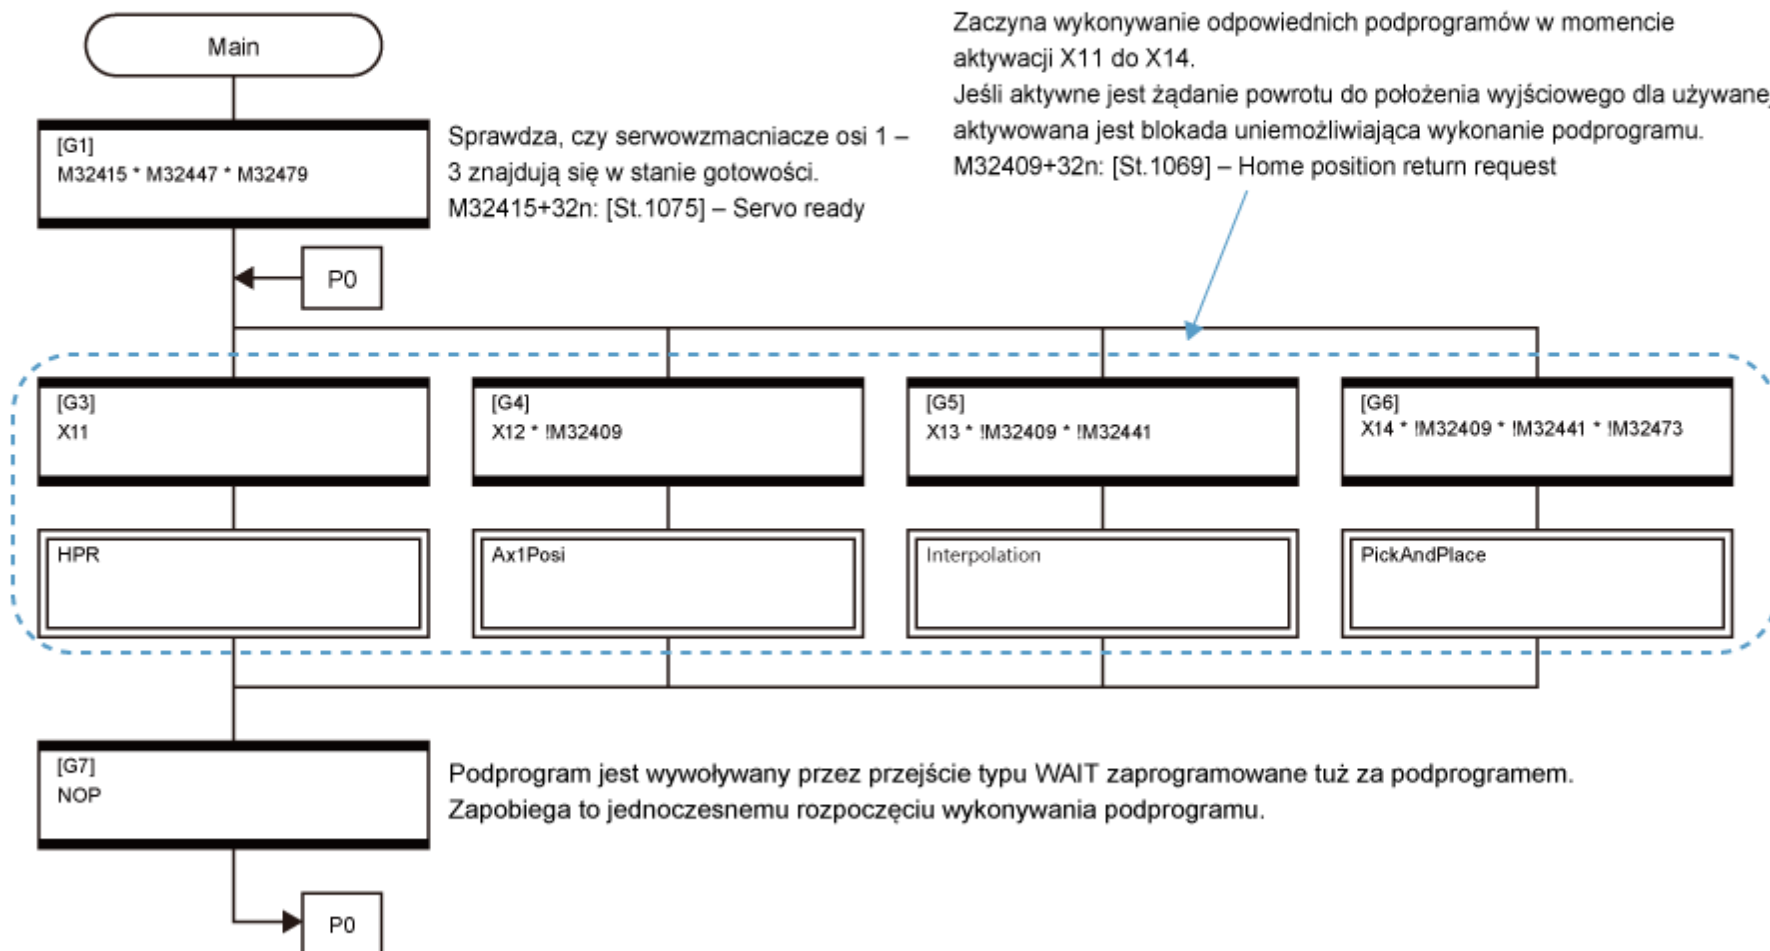 Main
Zaczyna wykonywanie odpowiednich podprogramów w momencie
aktywacji X11 do X14.
Jeśli aktywne jest żądanie powrotu do położenia wyjściowego dla używanej
aktywowana jest blokada uniemożliwiająca wykonanie podprogramu.
M32409+32n: [St.1069] – Home position return request
[G1]
M32415 * M32447 * M32479
Sprawdza, czy serwowzmacniacze osi 1 –
3 znajdują się w stanie gotowości.
M32415+32n: [St.1075] – Servo ready
P0
[G3]
X11
[G4]
X12 * !M32409
[G5]
X13 * !M32409 * !M32441
[G6]
X14 * !M32409 * !M32441 * !M32473
HPR
Ax1Posi
Interpolation
PickAndPlace
[G7]
NOP
Podprogram jest wywoływany przez przejście typu WAIT zaprogramowane tuż za podprogramem.
Zapobiega to jednoczesnemu rozpoczęciu wykonywania podprogramu.
P0